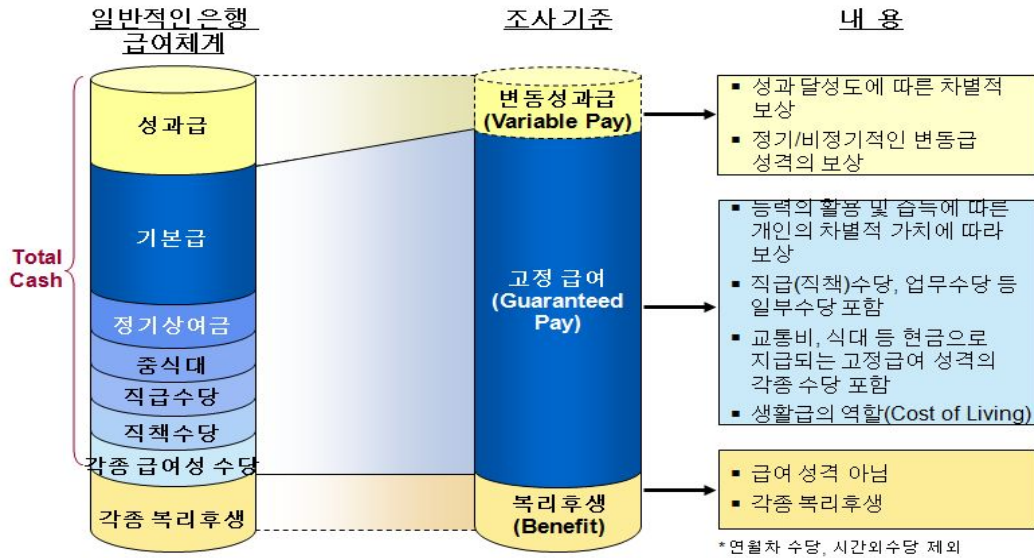 일반적인 은행
급여체계
조사 기준
내 용
Total
Cash
성과급
기본급
정기상여금
중식대
직급수당
직책수당
각종 급여성 수당
각종 복리후생
변동성과급
(Variable Pay)
고정 급여
(Guaranteed
Pay)
복리후생
(Benefit)
▪ 성과 달성도에 따른 차별적
보상
▪ 정기/비정기적인 변동급
성격의 보상
▪ 능력의 활용 및 습득에 따른
개인의 차별적 가치에 따라
보상
▪ 직급(직책)수당, 업무수당 등
일부수당 포함
▪ 교통비, 식대 등 현금으로
지급되는 고정급여 성격의
각종 수당 포함
▪ 생활급의 역할(Cost of Living)
▪ 급여 성격 아님
▪ 각종 복리후생
* 연월차 수당, 시간외수당 제외